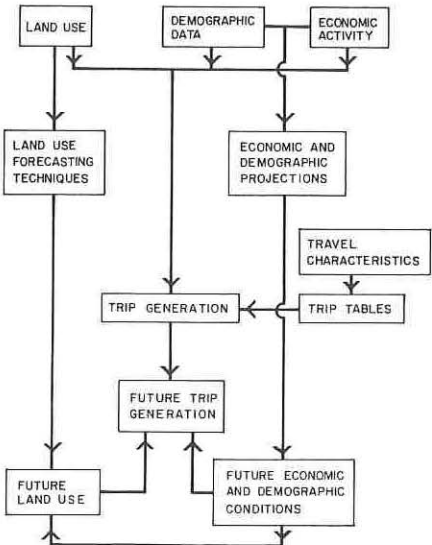 LAND USE
DEMOGRAPHIC
DATA
ECONOMIC
ACTIVITY
LAND USE
FORECASTING
TECHNIQUES
ECONOMIC AND
DEMOGRAPHIC
PROJECTIONS
TRAVEL
CHARACTERISTICS
TRIP GENERATION
TRIP TABLES
FUTURE TRIP
GENERATION
FUTURE
LAND USE
FUTURE ECONOMIC
AND DEMOGRAPHIC
CONDITIONS